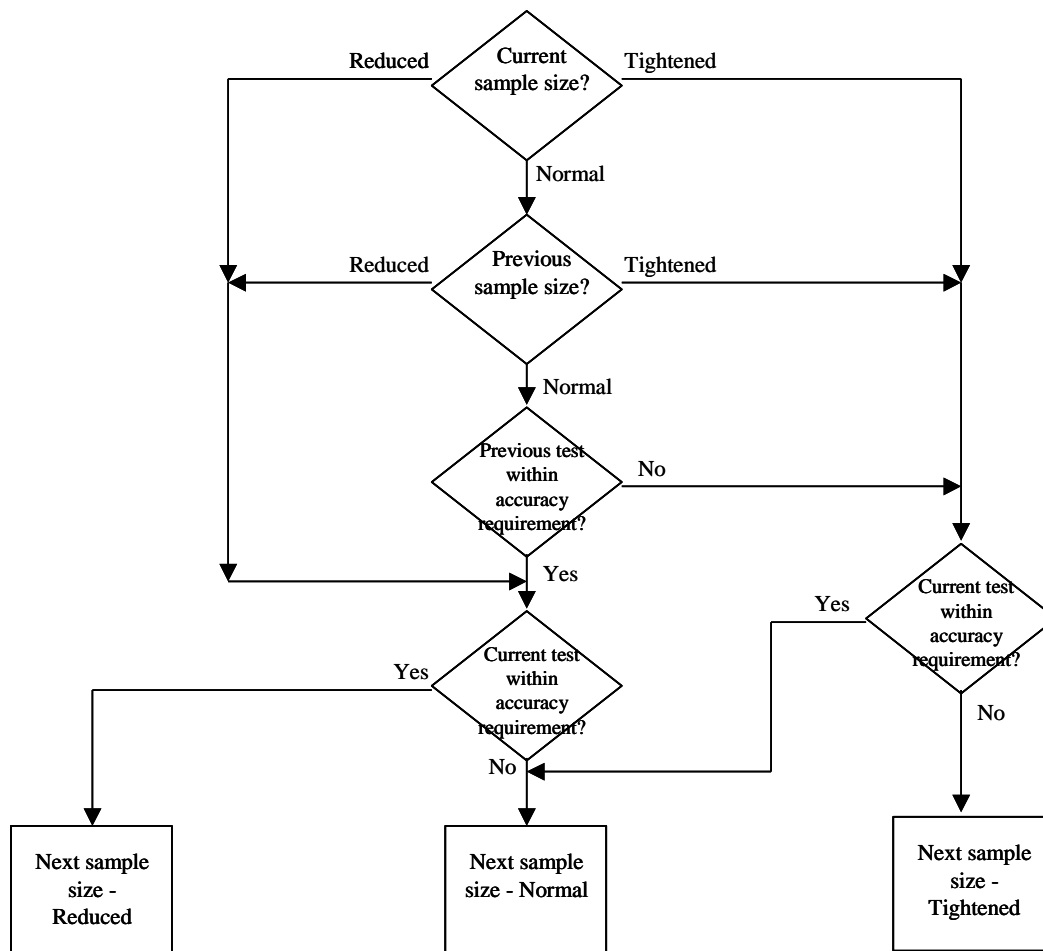 Reduced
Current
sample size?
Tightened
Normal
Reduced
Previous
sample size?
Tightened
Normal
Previous test
within
accuracy
requirement?
No
Yes
Yes
Current test
within
accuracy
requirement?
Yes
Current test
within
accuracy
requirement?
No
No
Next sample
size -
Reduced
Next sample
size - Normal
Next sample
size -
Tightened